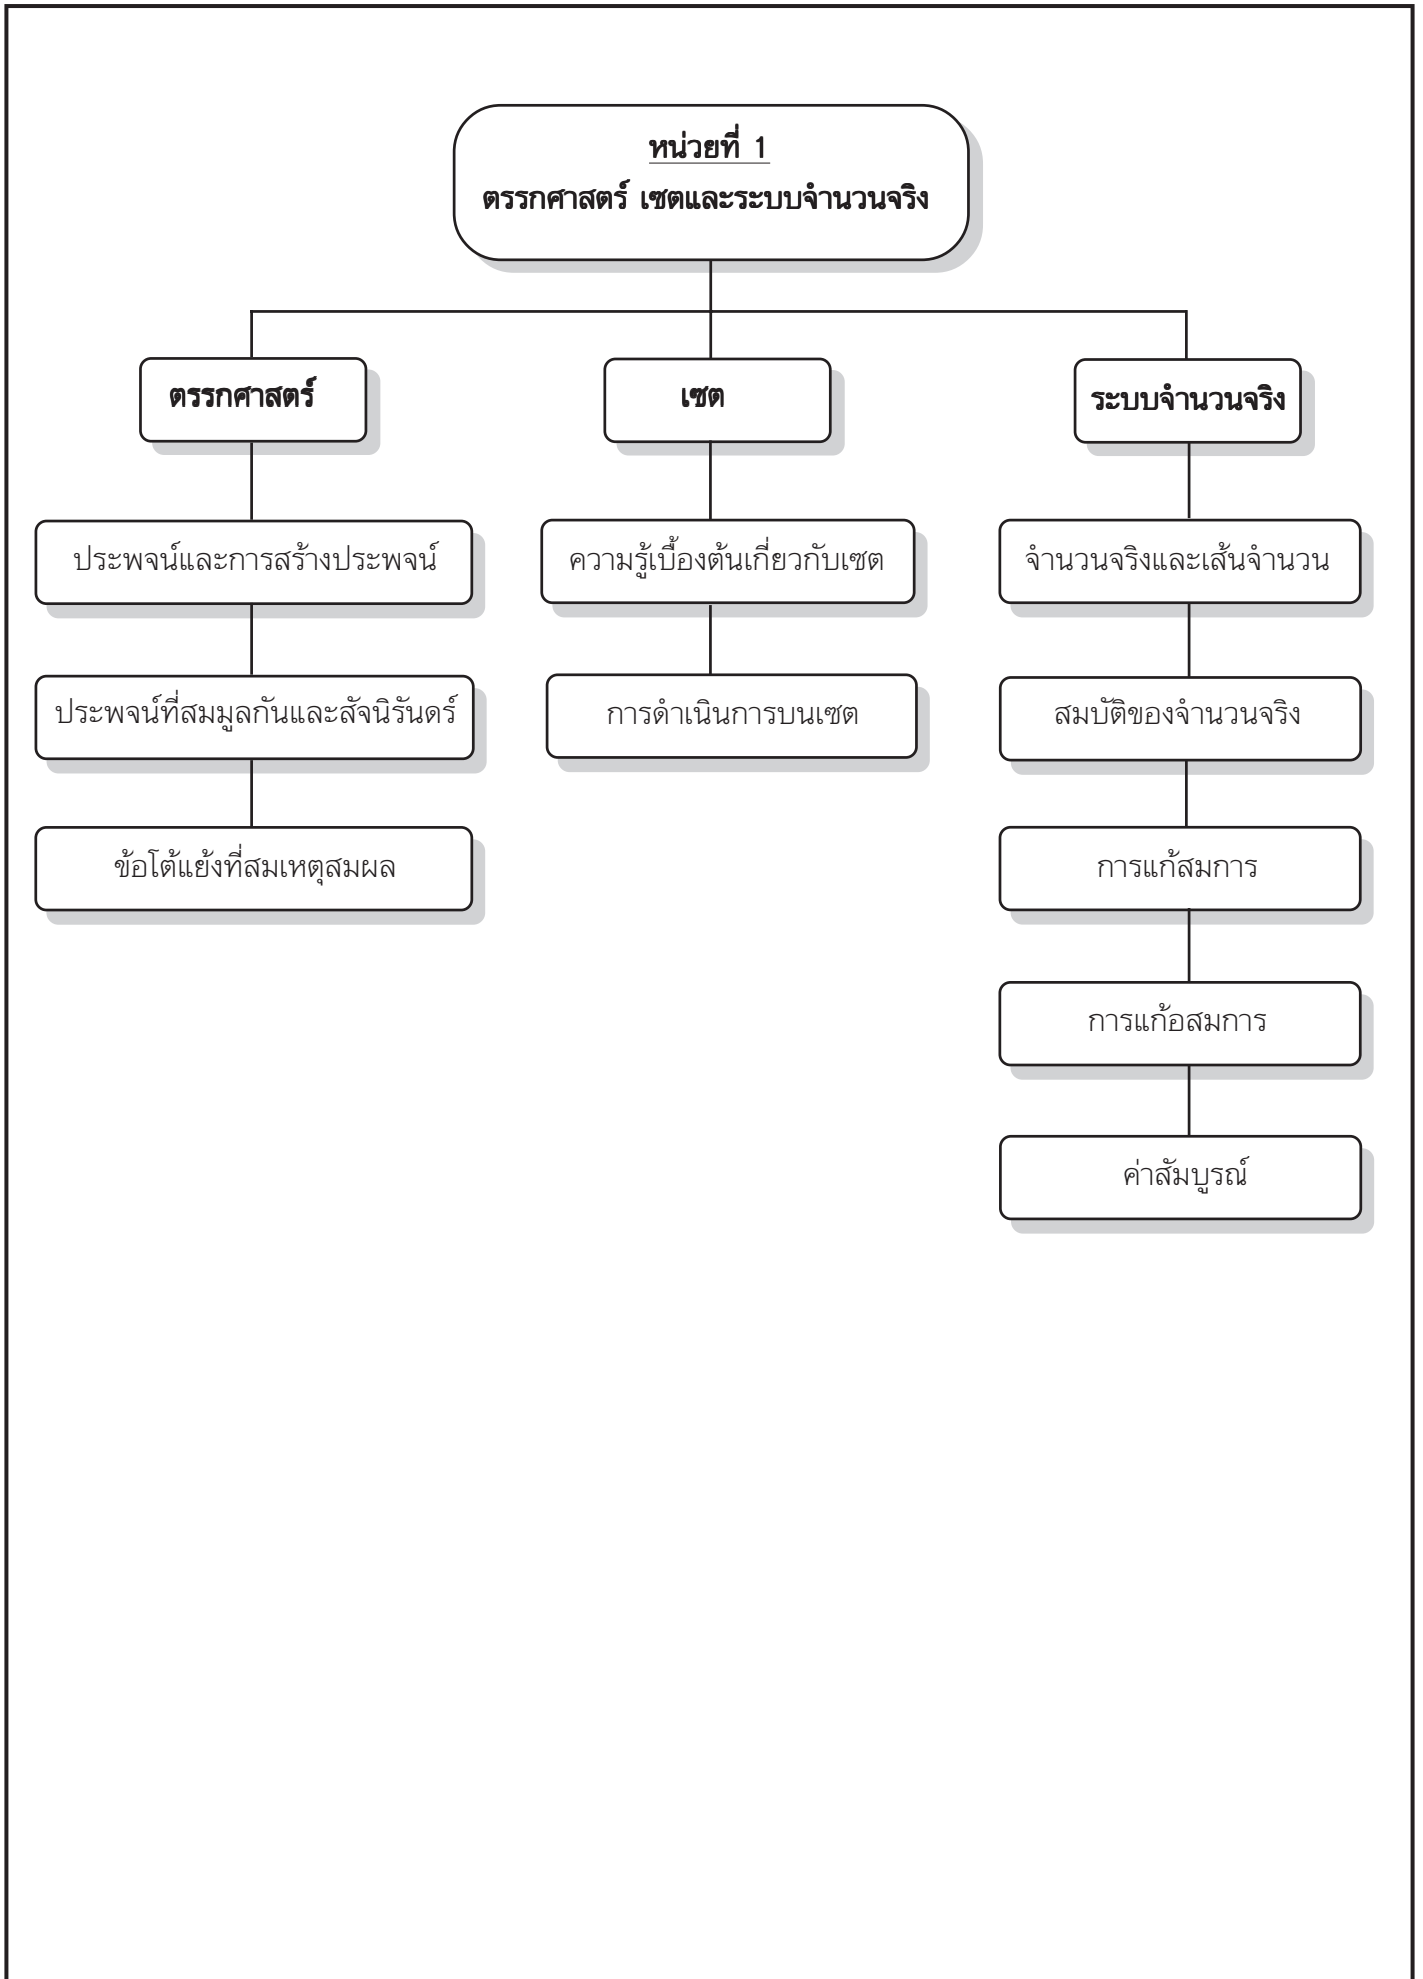 หน่วยที่ 1
ตรรกศาสตร์ เซตและระบบจำนวนจริง
ตรรกศาสตร์
เซต
ระบบจำนวนจริง
ประพจน์และการสร้างประพจน์
ความรู้เบื้องต้นเกี่ยวกับเซต
จำนวนจริงและเส้นจำนวน
ประพจน์ที่สมมูลกันและสัจนิรันดร์
การดำเนินการบนเซต
สมบัติของจำนวนจริง
ข้อโต้แย้งที่สมเหตุสมผล
การแก้สมการ
การแก้อสมการ
ค่าสัมบูรณ์